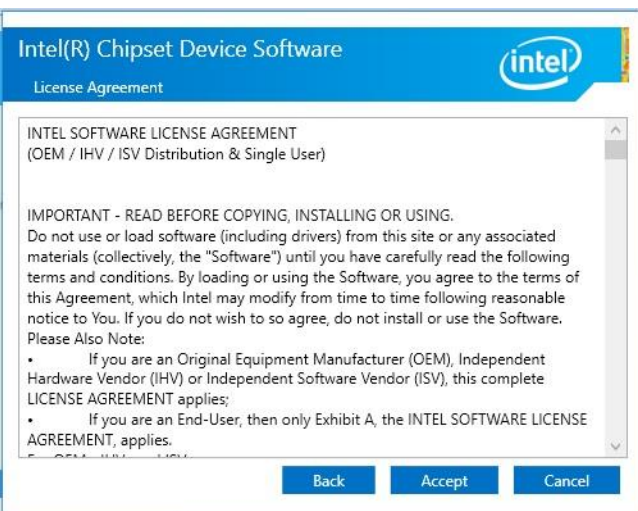 Intel(R) Chipset Device Software
intel
License Agreement
INTEL SOFTWARE LICENSE AGREEMENT
(OEM / IHV / ISV Distribution & Single User)
IMPORTANT - READ BEFORE COPYING, INSTALLING OR USING.
Do not use or load software (including drivers) from this site or any associated
materials (collectively, the "Software") until you have carefully read the following
terms and conditions. By loading or using the Software, you agree to the terms of
this Agreement, which Intel may modify from time to time following reasonable
notice to You. If you do not wish to so agree, do not install or use the Software.
Please Also Note:
• If you are an Original Equipment Manufacturer (OEM), Independent
Hardware Vendor (IHV) or Independent Software Vendor (ISV), this complete
LICENSE AGREEMENT applies;
• If you are an End-User, then only Exhibit A, the INTEL SOFTWARE LICENSE
AGREEMENT, applies.
Back Accept Cancel